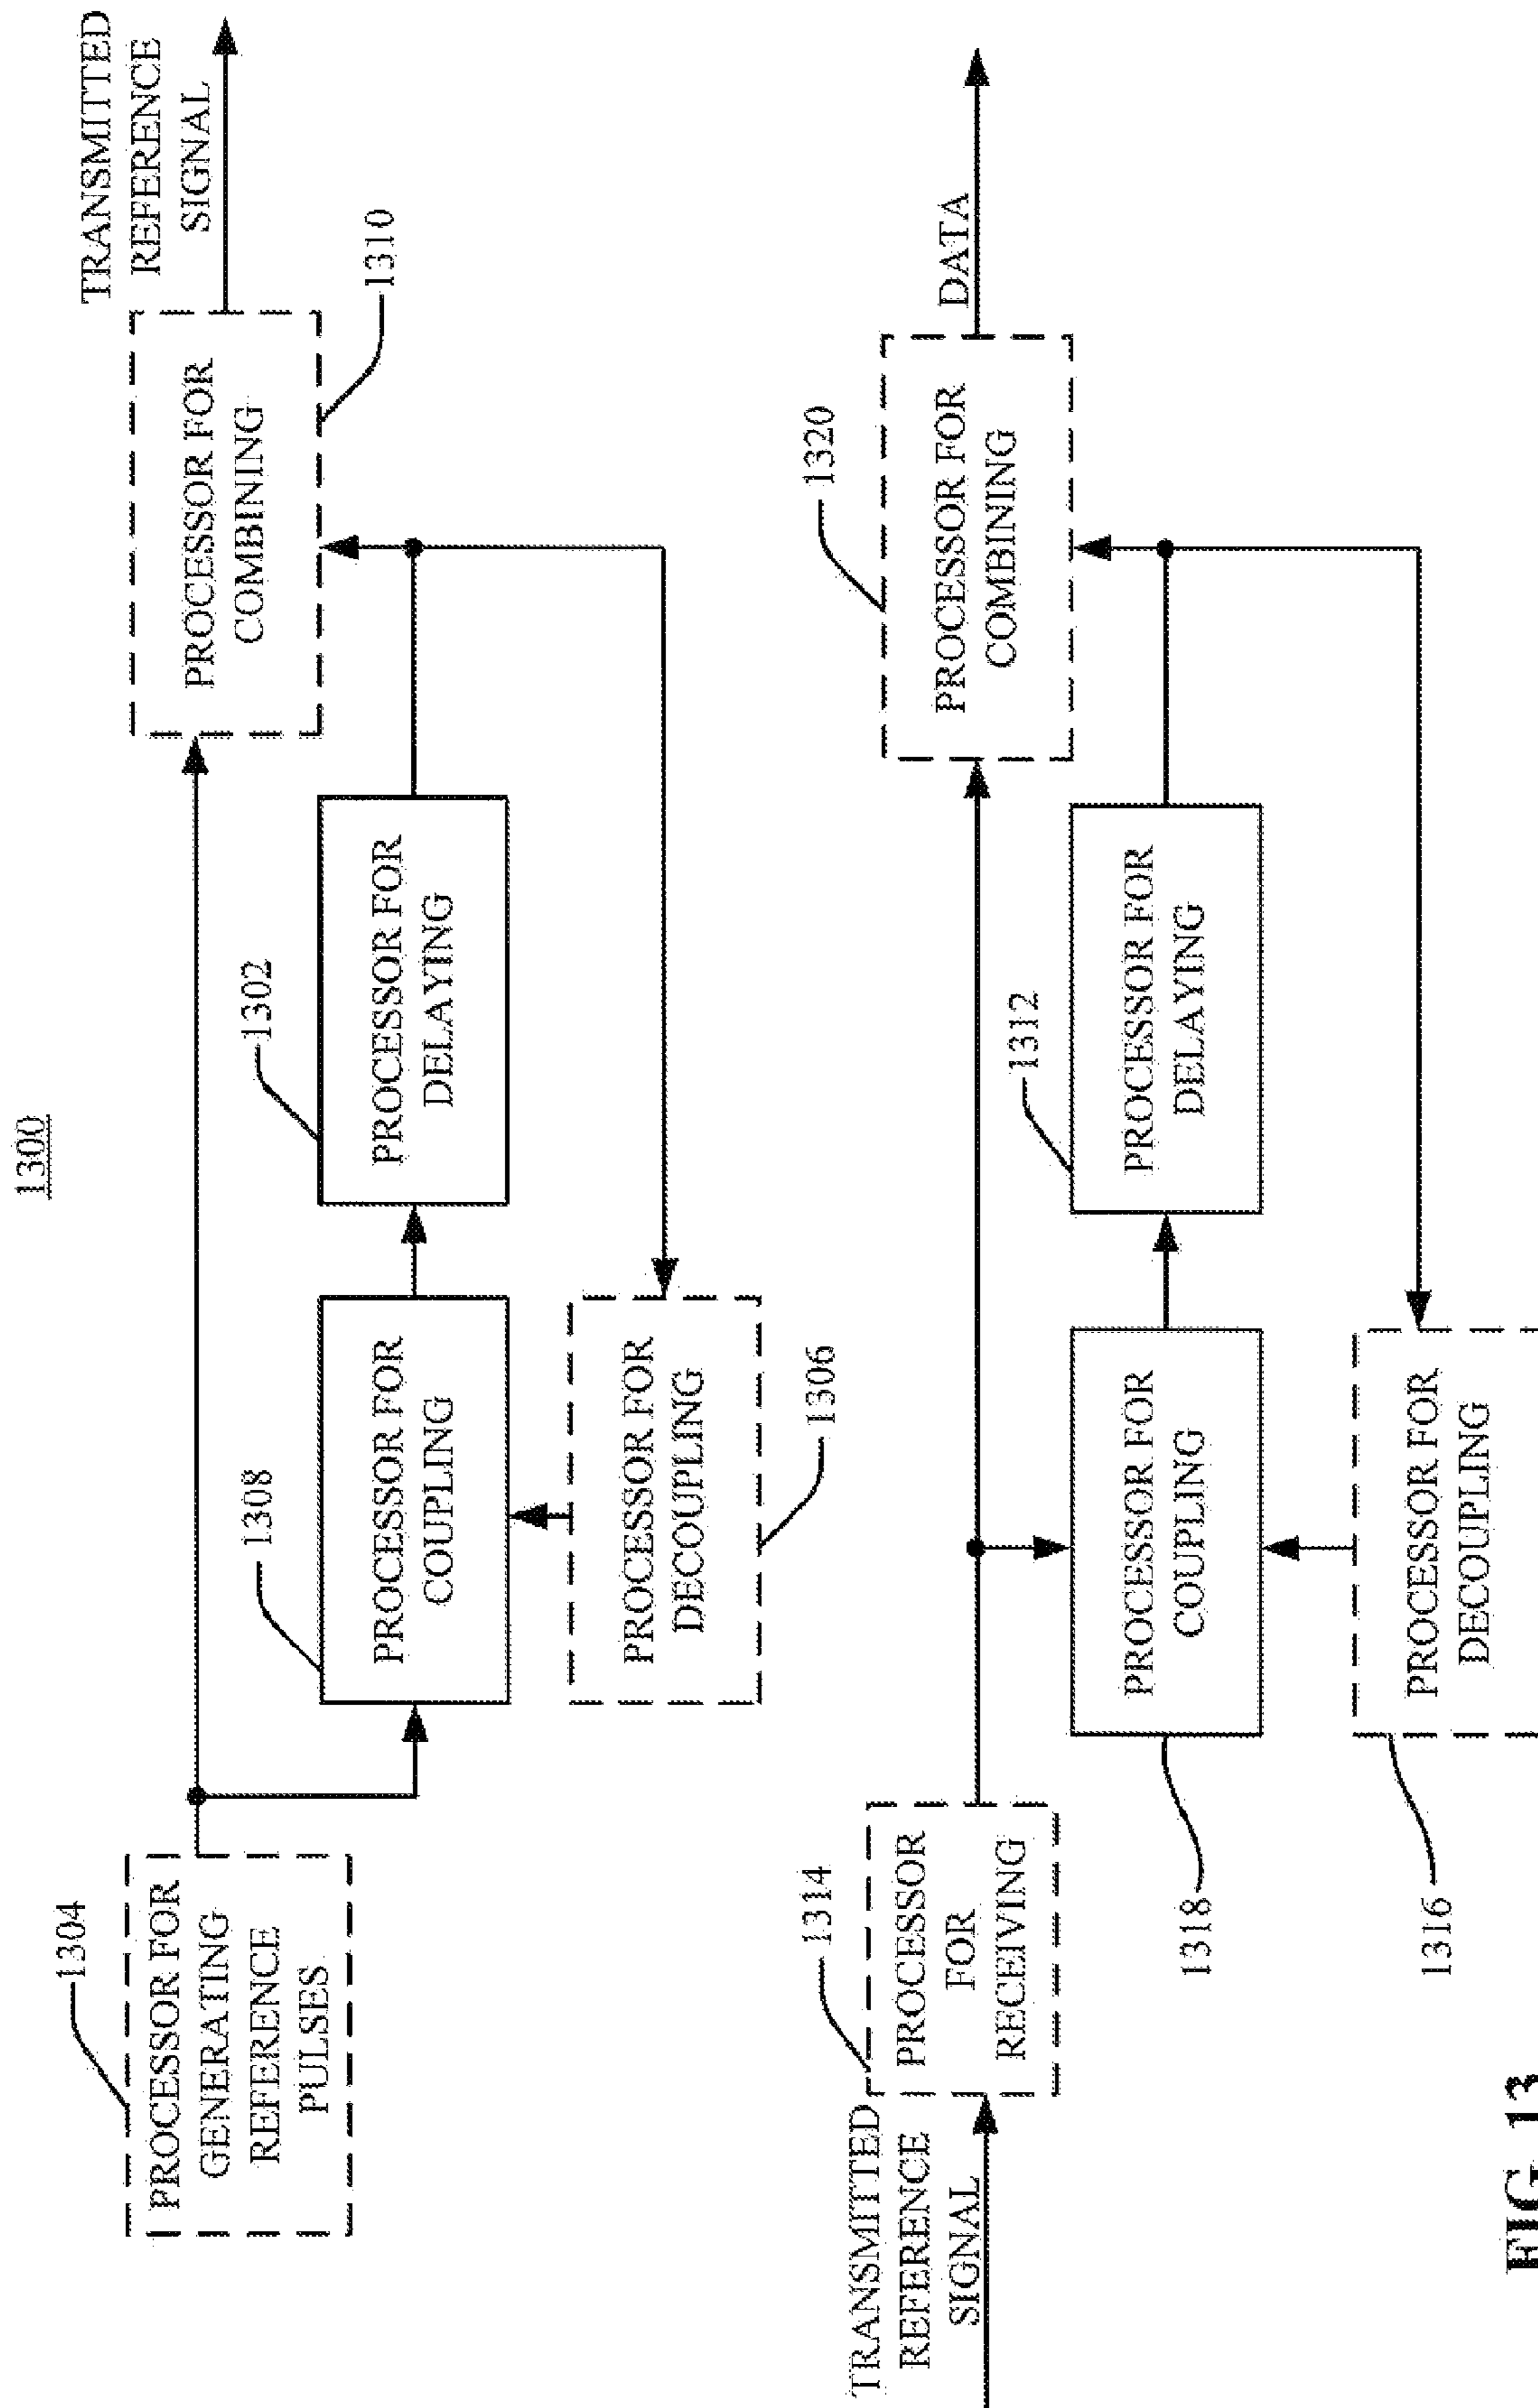 1300
1304
PROCESSOR FOR
GENERATING
REFERENCE
PULSES
1308
PROCESSOR FOR
COUPLING
1302
PROCESSOR FOR
DELAYING
PROCESSOR FOR
COMBINING
1310
TRANSMITTED
REFERENCE
SIGNAL
PROCESSOR FOR
DECOUPLING
1306
TRANSMITTED
REFERENCE
SIGNAL
1314
PROCESSOR
FOR
RECEIVING
1318
PROCESSOR FOR
COUPLING
1312
PROCESSOR FOR
DELAYING
1320
PROCESSOR FOR
COMBINING
DATA
1316
PROCESSOR FOR
DECOUPLING
FIG. 13